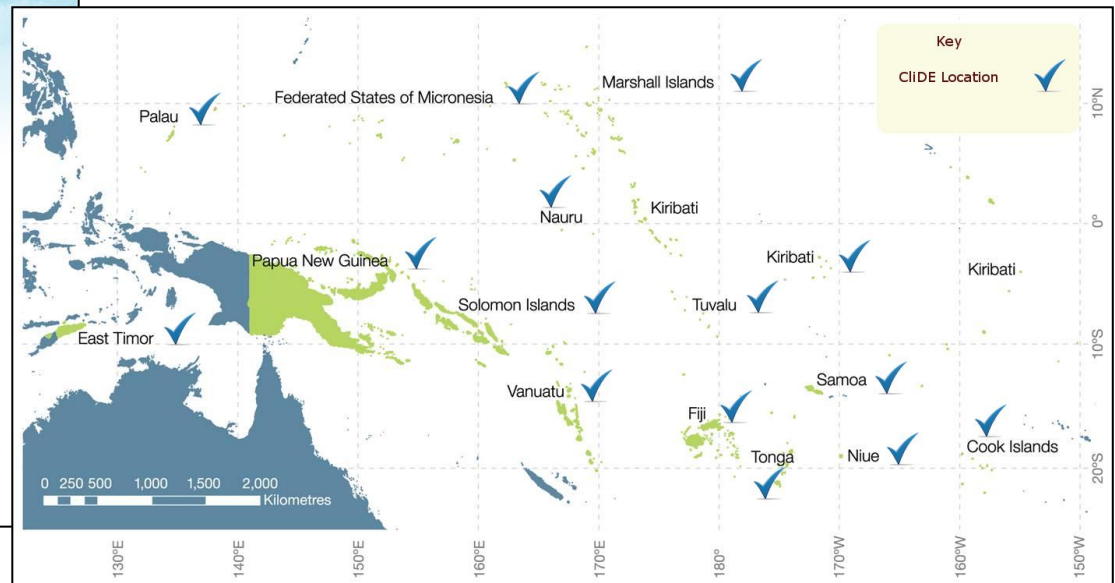 Key
CliDE Location
Marshall Islands
Federated States of Micronesia
Palau
10°N
Nauru
Kiribati
0°
Papua New Guinea
Kiribati
Kiribati
Solomon Islands
Tuvalu
East Timor
10°S
Samoa
Vanuatu
Fiji
Cook Islands
Tonga
Niue
20°S
0 250 500 1,000 1,500 2,000
Kilometres
130°E 140°E 150°E 160°E 170°E 180° 170°W 160°W 150°W